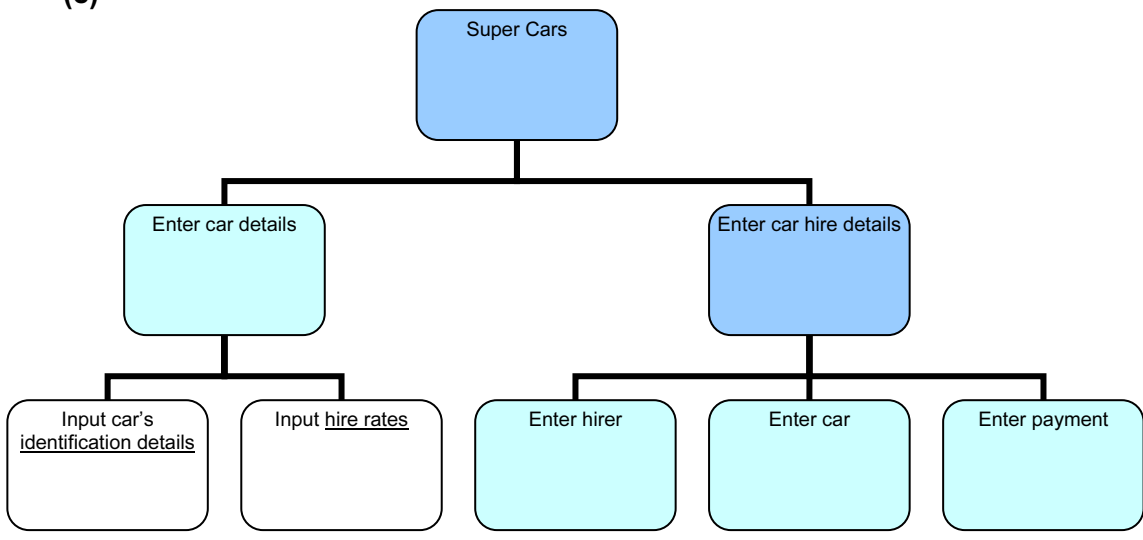 Super Cars
Enter car details
Enter car hire details
Input car’s
identification details
Input hire rates
Enter hirer
Enter car
Enter payment